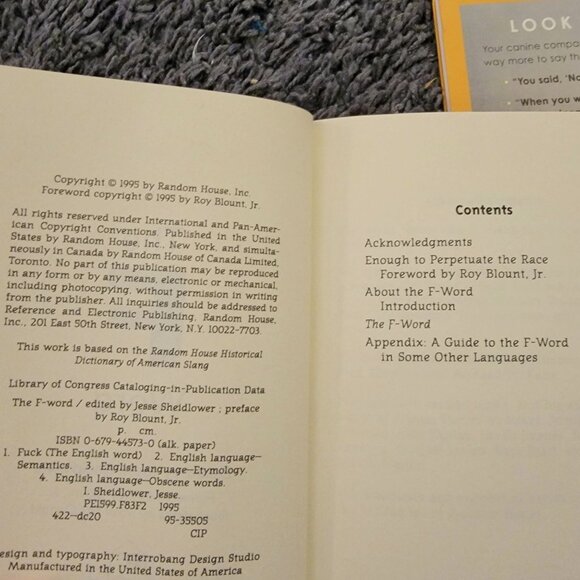 LOOK
Your canine compa
way more to say th
• "You said, 'No
• "When you w
Copyright © 1995 by Random House, Inc.
Foreword copyright © 1995 by Roy Blount, Jr.
All rights reserved under International and Pan-Amer-
ican Copyright Conventions. Published in the United
States by Random House, Inc., New York, and simulta-
neously in Canada by Random House of Canada Limited,
Toronto. No part of this publication may be reproduced
in any form or by any means, electronic or mechanical,
including photocopying, without permission in writing
from the publisher. All inquiries should be addressed to
Reference and Electronic Publishing, Random House,
Inc., 201 East 50th Street, New York, N.Y. 10022-7703.
This work is based on the Random House Historical
Dictionary of American Slang
Library of Congress Cataloging-in-Publication Data
The F-word / edited by Jesse Sheidlower ; preface
by Roy Blount, Jr.
p. cm.
ISBN 0-679-44573-0 (alk. paper)
1. Fuck (The English word) 2. English language—
Semantics. 3. English language—Etymology.
4. English language—Obscene words.
I. Sheidlower, Jesse.
PE1599.F83F2 1995
422—dc20 95-35505
CIP
esign and typography: Interrobang Design Studio
Manufactured in the United States of America
Contents
Acknowledgments
Enough to Perpetuate the Race
Foreword by Roy Blount, Jr.
About the F-Word
Introduction
The F-Word
Appendix: A Guide to the F-Word
in Some Other Languages